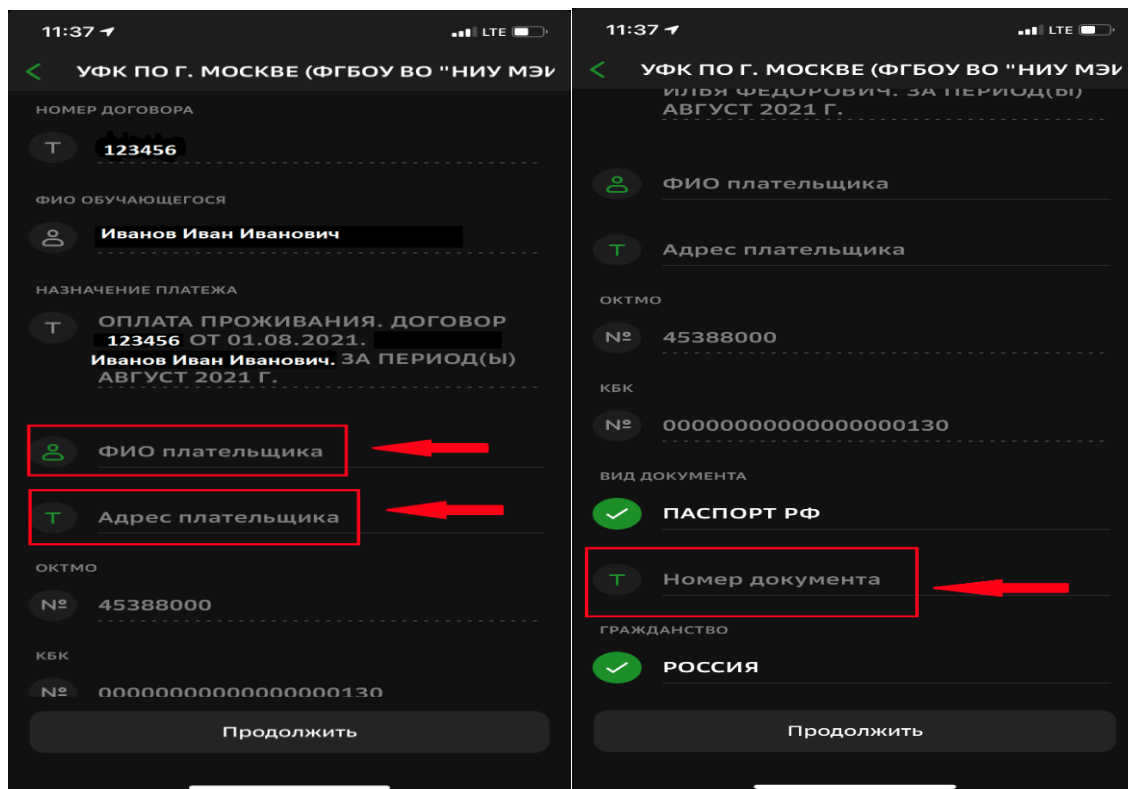 11:37
LTE
УФК ПО Г. МОСКВЕ (ФГБОУ ВО "НИУ МЭИ
НОМЕР ДОГОВОРА
Т
123456
ФИО ОБУЧАЮЩЕГОСЯ
Иванов Иван Иванович
НАЗНАЧЕНИЕ ПЛАТЕЖА
Т
ОПЛАТА ПРОЖИВАНИЯ. ДОГОВОР
123456 ОТ 01.08.2021.
Иванов Иван Иванович. ЗА ПЕРИОД(Ы)
АВГУСТ 2021 Г.
ФИО плательщика
Т
Адрес плательщика
ОКТМО
№
45388000
КБК
№
00000000000000000130
Продолжить
11:37
LTE
УФК ПО Г. МОСКВЕ (ФГБОУ ВО "НИУ МЭИ
ИЛЬЯ ФЕДОРОВИЧ. ЗА ПЕРИОД(Ы)
АВГУСТ 2021 Г.
ФИО плательщика
Т
Адрес плательщика
ОКТМО
№
45388000
КБК
№
00000000000000000130
ВИД ДОКУМЕНТА
ПАСПОРТ РФ
Т
Номер документа
ГРАЖДАНСТВО
РОССИЯ
Продолжить